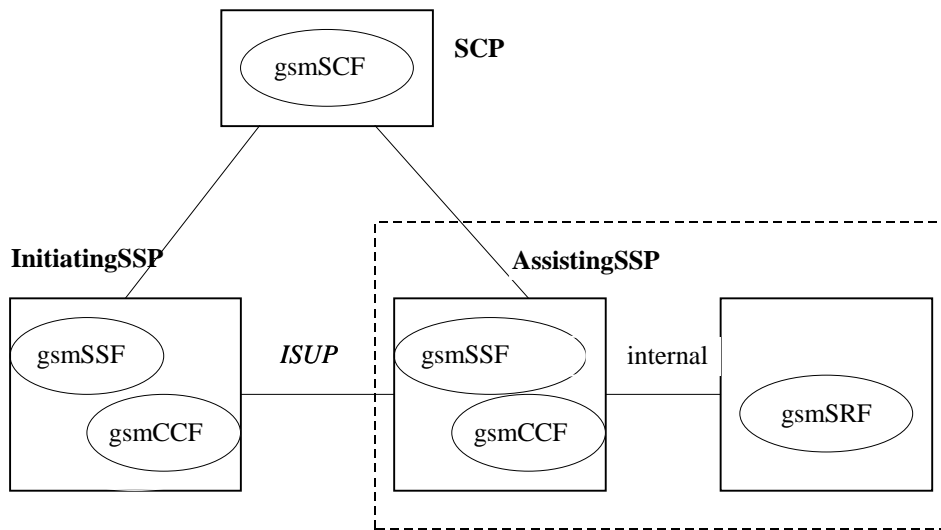 SCP
gsmSCF
InitiatingSSP
AssistingSSP
gsmSSF
ISUP
gsmSSF
internal
gsmCCF
gsmCCF
gsmSRF